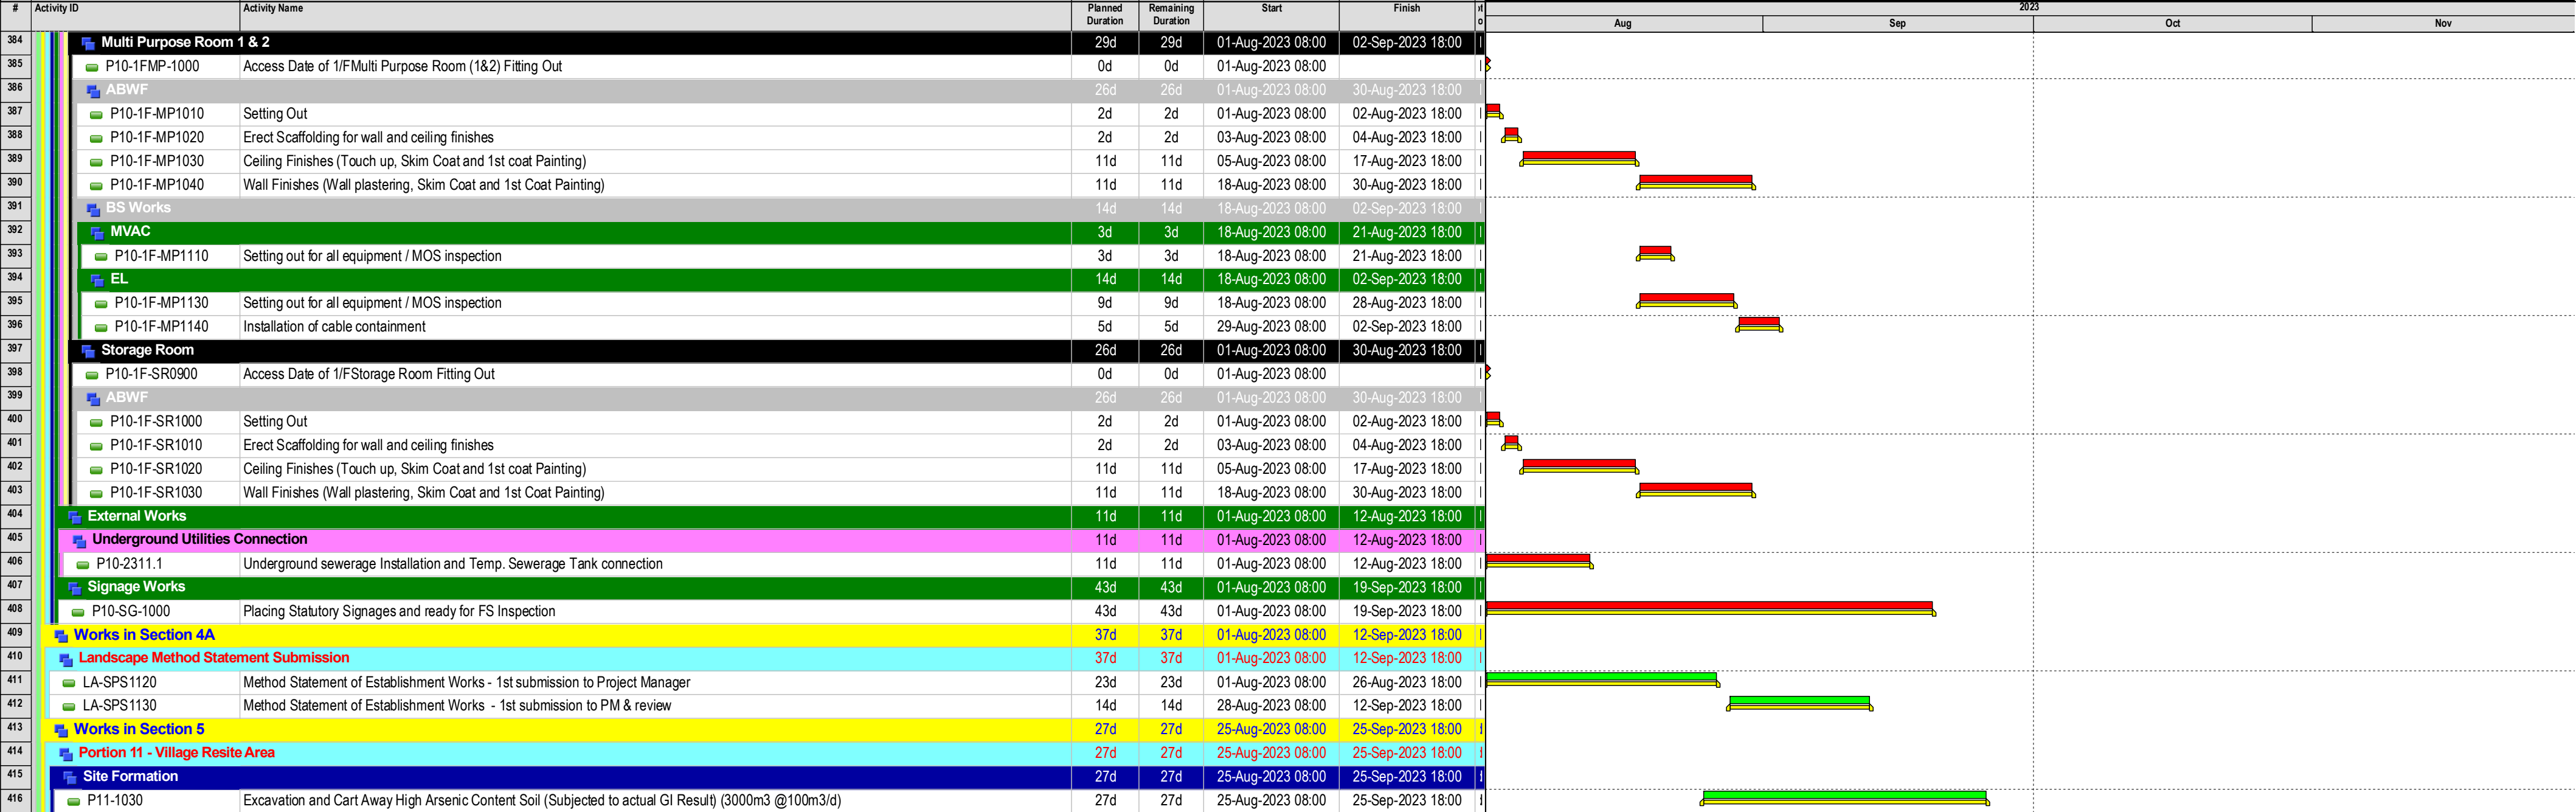 # Activity ID Activity Name Planned Duration Remaining Duration Start Finish 2023
Aug Sep Oct Nov
384 Multi Purpose Room 1 & 2 29d 29d 01-Aug-2023 08:00 02-Sep-2023 18:00
385 P10-1FMP-1000 Access Date of 1/FMulti Purpose Room (1&2) Fitting Out 0d 0d 01-Aug-2023 08:00
386 ABWF 26d 26d 01-Aug-2023 08:00 30-Aug-2023 18:00
387 P10-1F-MP1010 Setting Out 2d 2d 01-Aug-2023 08:00 02-Aug-2023 18:00
388 P10-1F-MP1020 Erect Scaffolding for wall and ceiling finishes 2d 2d 03-Aug-2023 08:00 04-Aug-2023 18:00
389 P10-1F-MP1030 Ceiling Finishes (Touch up, Skim Coat and 1st coat Painting) 11d 11d 05-Aug-2023 08:00 17-Aug-2023 18:00
390 P10-1F-MP1040 Wall Finishes (Wall plastering, Skim Coat and 1st Coat Painting) 11d 11d 18-Aug-2023 08:00 30-Aug-2023 18:00
391 BS Works 14d 14d 18-Aug-2023 08:00 02-Sep-2023 18:00
392 MVAC 3d 3d 18-Aug-2023 08:00 21-Aug-2023 18:00
393 P10-1F-MP1110 Setting out for all equipment / MOS inspection 3d 3d 18-Aug-2023 08:00 21-Aug-2023 18:00
394 EL 14d 14d 18-Aug-2023 08:00 02-Sep-2023 18:00
395 P10-1F-MP1130 Setting out for all equipment / MOS inspection 9d 9d 18-Aug-2023 08:00 28-Aug-2023 18:00
396 P10-1F-MP1140 Installation of cable containment 5d 5d 29-Aug-2023 08:00 02-Sep-2023 18:00
397 Storage Room 26d 26d 01-Aug-2023 08:00 30-Aug-2023 18:00
398 P10-1F-SR0900 Access Date of 1/FStorage Room Fitting Out 0d 0d 01-Aug-2023 08:00
399 ABWF 26d 26d 01-Aug-2023 08:00 30-Aug-2023 18:00
400 P10-1F-SR1000 Setting Out 2d 2d 01-Aug-2023 08:00 02-Aug-2023 18:00
401 P10-1F-SR1010 Erect Scaffolding for wall and ceiling finishes 2d 2d 03-Aug-2023 08:00 04-Aug-2023 18:00
402 P10-1F-SR1020 Ceiling Finishes (Touch up, Skim Coat and 1st coat Painting) 11d 11d 05-Aug-2023 08:00 17-Aug-2023 18:00
403 P10-1F-SR1030 Wall Finishes (Wall plastering, Skim Coat and 1st Coat Painting) 11d 11d 18-Aug-2023 08:00 30-Aug-2023 18:00
404 External Works 11d 11d 01-Aug-2023 08:00 12-Aug-2023 18:00
405 Underground Utilities Connection 11d 11d 01-Aug-2023 08:00 12-Aug-2023 18:00
406 P10-2311.1 Underground sewerage Installation and Temp. Sewerage Tank connection 11d 11d 01-Aug-2023 08:00 12-Aug-2023 18:00
407 Signage Works 43d 43d 01-Aug-2023 08:00 19-Sep-2023 18:00
408 P10-SG-1000 Placing Statutory Signages and ready for FS Inspection 43d 43d 01-Aug-2023 08:00 19-Sep-2023 18:00
409 Works in Section 4A 37d 37d 01-Aug-2023 08:00 12-Sep-2023 18:00
410 Landscape Method Statement Submission 37d 37d 01-Aug-2023 08:00 12-Sep-2023 18:00
411 LA-SPS1120 Method Statement of Establishment Works - 1st submission to Project Manager 23d 23d 01-Aug-2023 08:00 26-Aug-2023 18:00
412 LA-SPS1130 Method Statement of Establishment Works - 1st submission to PM & review 14d 14d 28-Aug-2023 08:00 12-Sep-2023 18:00
413 Works in Section 5 27d 27d 25-Aug-2023 08:00 25-Sep-2023 18:00
414 Portion 11 - Village Resite Area 27d 27d 25-Aug-2023 08:00 25-Sep-2023 18:00
415 Site Formation 27d 27d 25-Aug-2023 08:00 25-Sep-2023 18:00
416 P11-1030 Excavation and Cart Away High Arsenic Content Soil (Subjected to actual GI Result) (3000m3 @100m3/d) 27d 27d 25-Aug-2023 08:00 25-Sep-2023 18:00